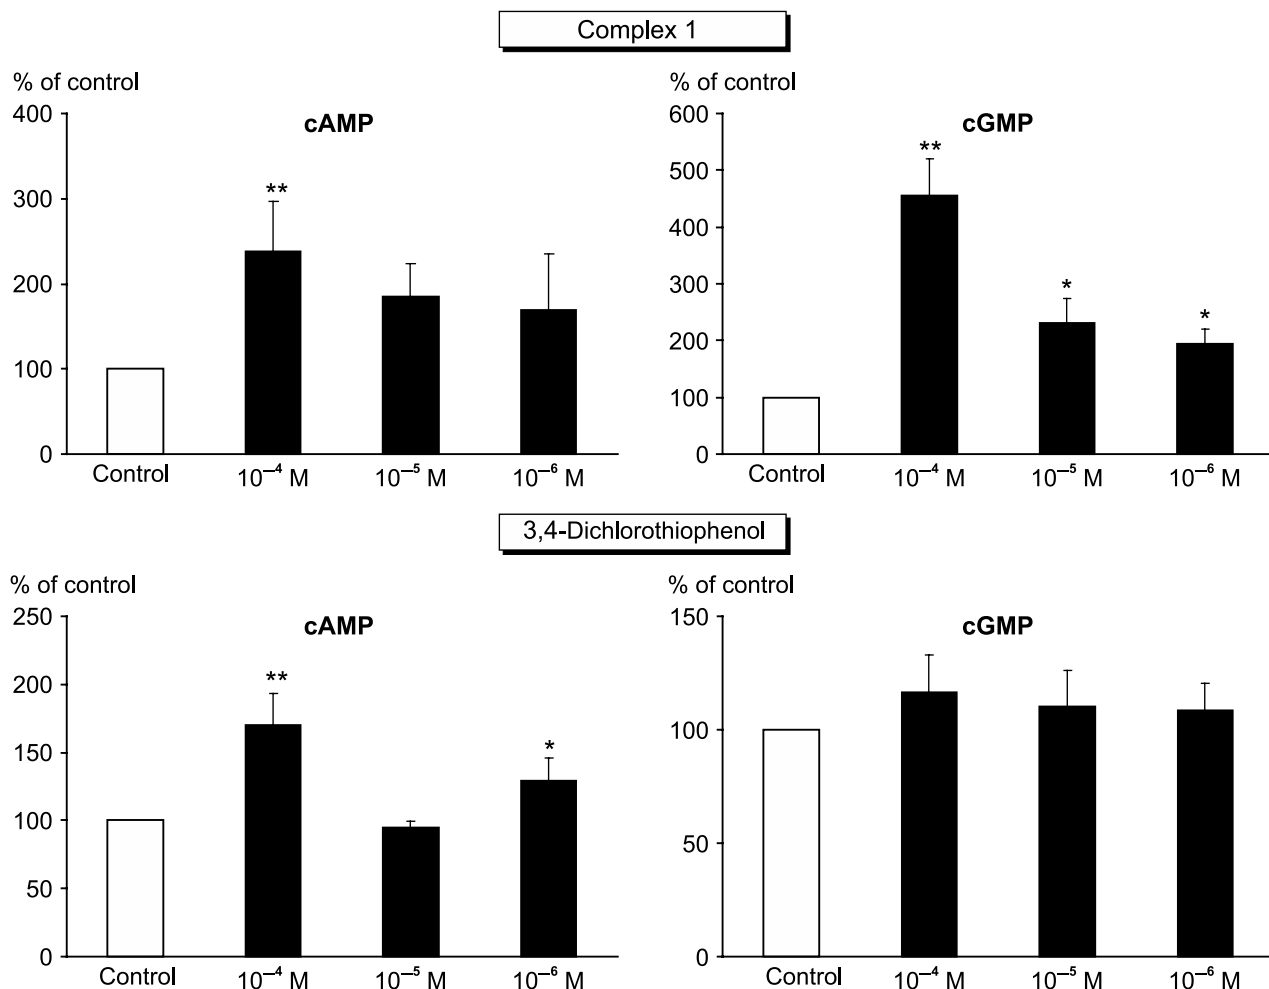 Complex 1
% of control
cAMP
400
300
200
100
0
**
Control 10⁻⁴ M 10⁻⁵ M 10⁻⁶ M
% of control
cGMP
600
500
400
300
200
100
0
**
*
*
Control 10⁻⁴ M 10⁻⁵ M 10⁻⁶ M
3,4-Dichlorothiophenol
% of control
cAMP
250
200
150
100
50
0
**
*
Control 10⁻⁴ M 10⁻⁵ M 10⁻⁶ M
% of control
cGMP
150
100
50
0
Control 10⁻⁴ M 10⁻⁵ M 10⁻⁶ M